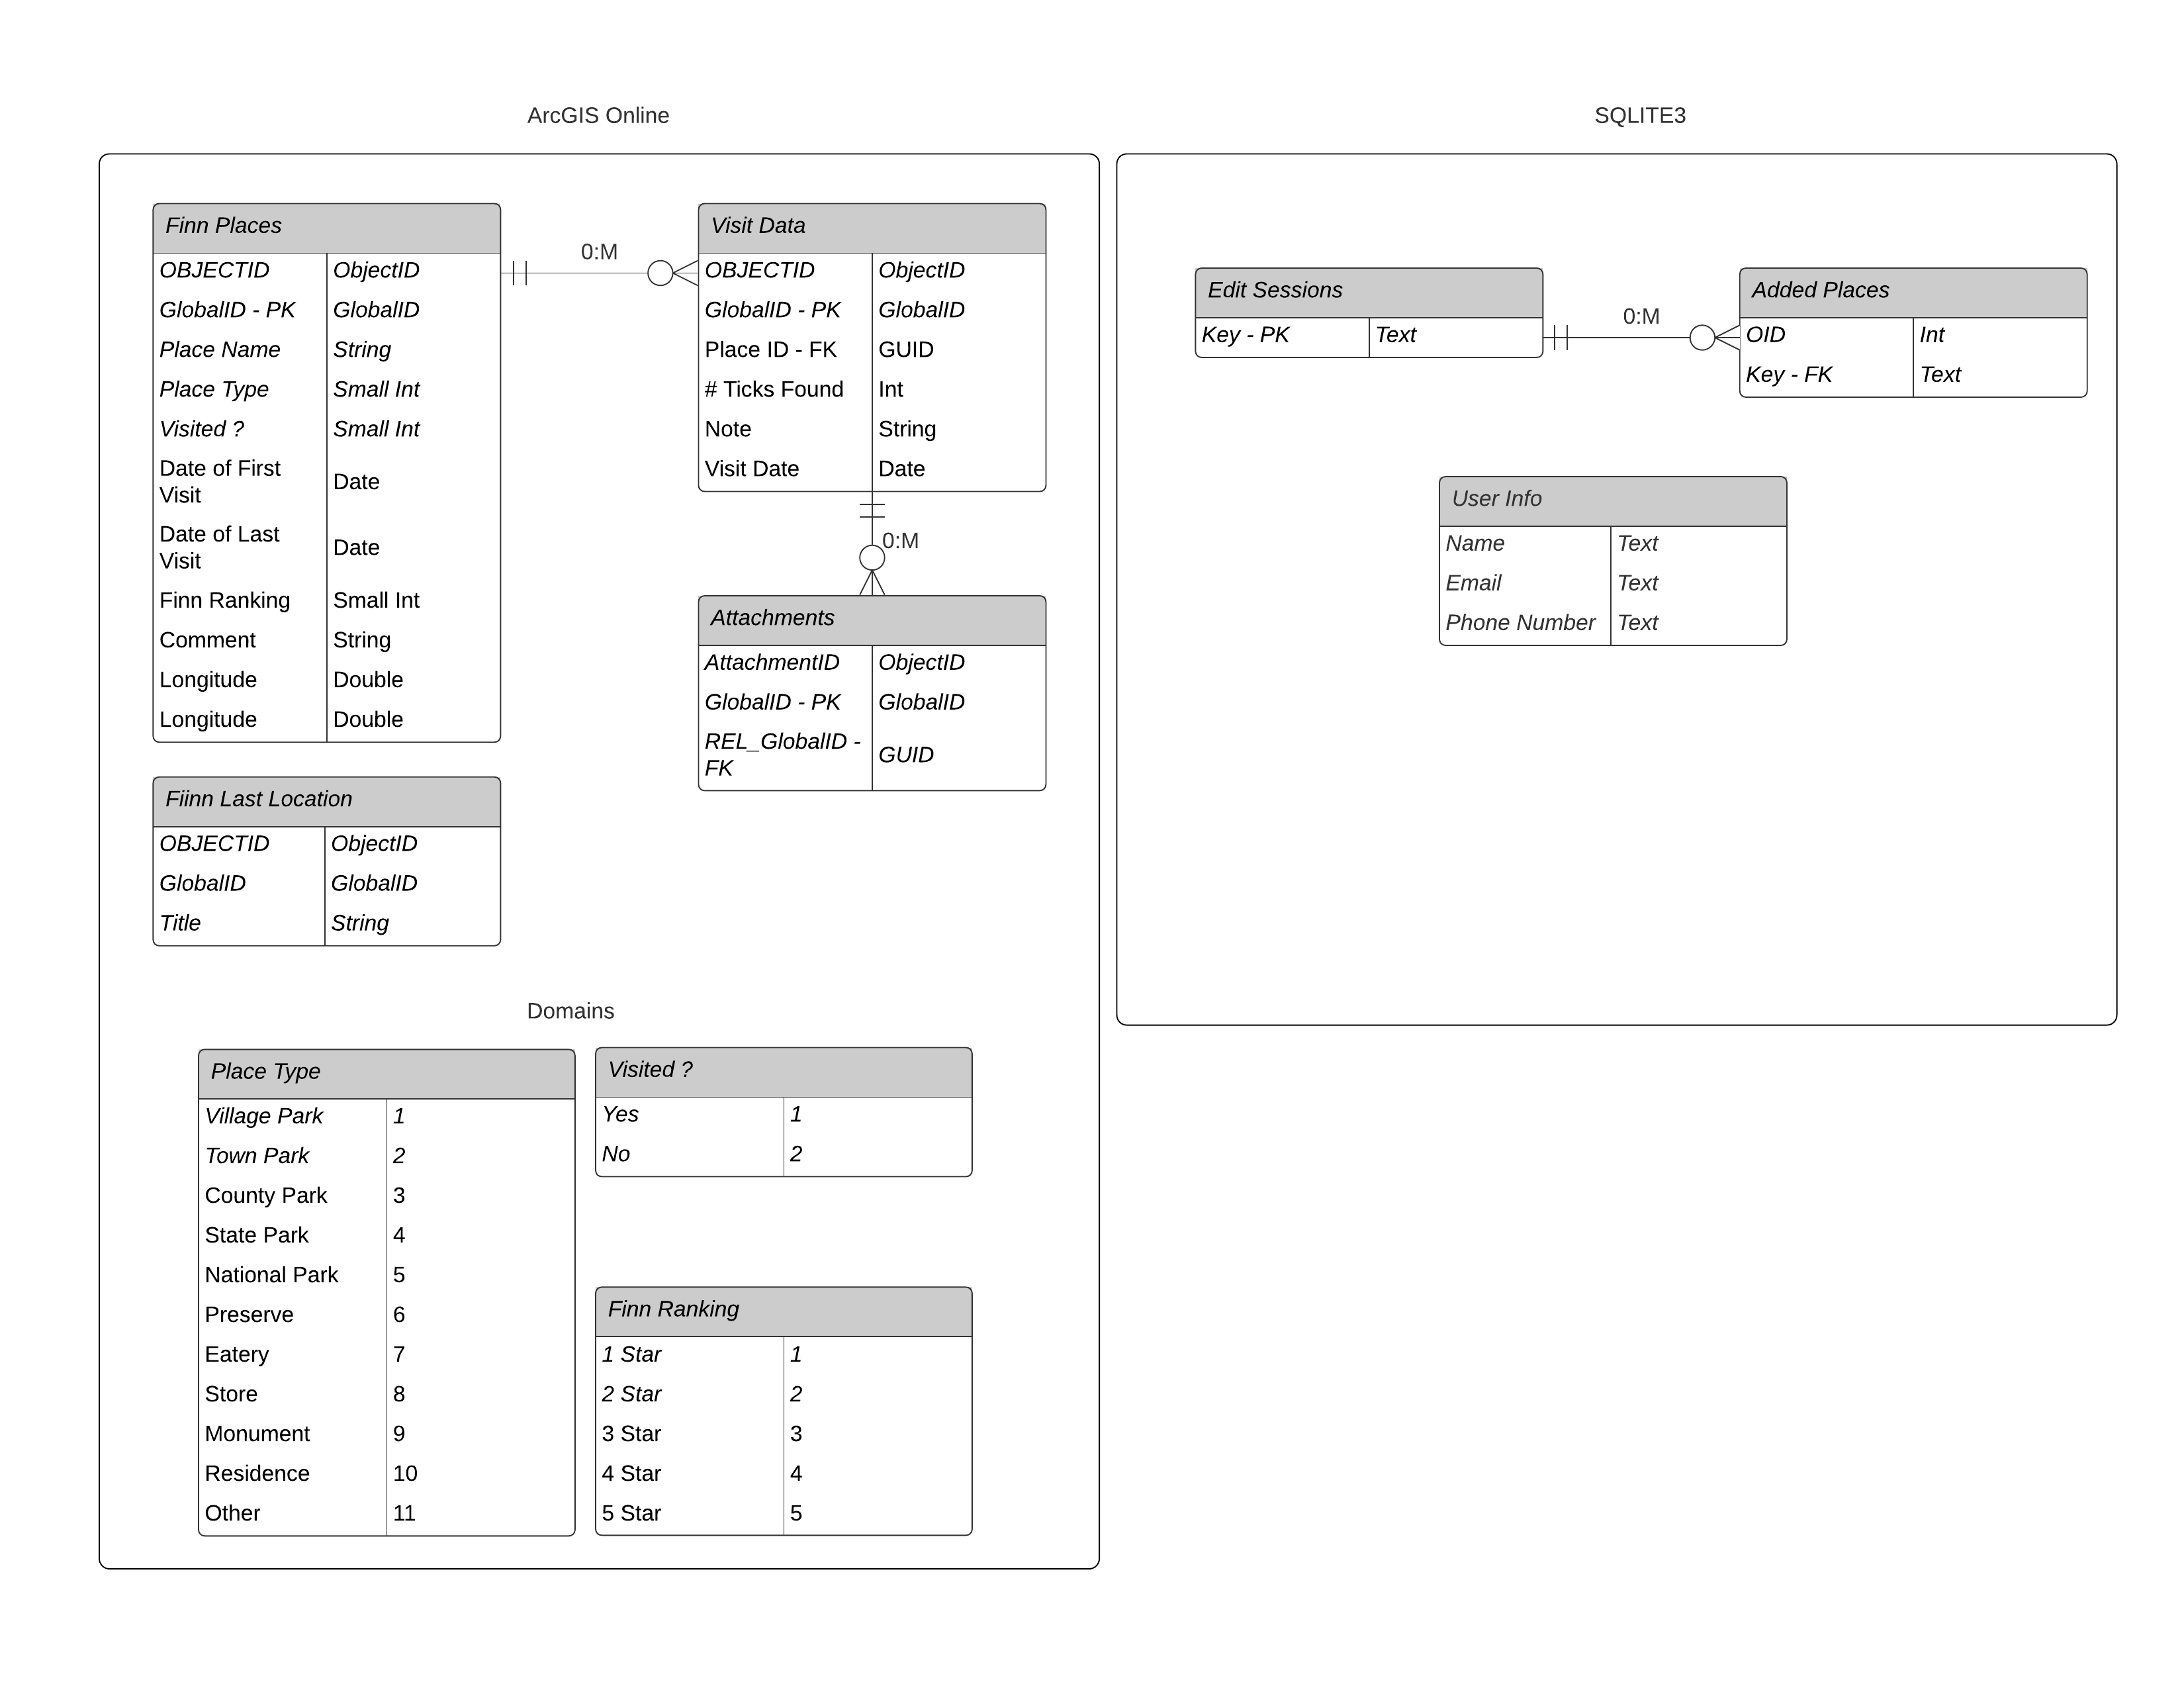 ArcGIS Online
SQLITE3
Finn Places
OBJECTID ObjectID
GlobalID - PK GlobalID
Place Name String
Place Type Small Int
Visited ? Small Int
Date of First
Visit
Date
Date of Last
Visit
Date
Finn Ranking Small Int
Comment String
Longitude Double
Longitude Double
0:M
Visit Data
OBJECTID ObjectID
GlobalID - PK GlobalID
Place ID - FK GUID
# Ticks Found Int
Note String
Visit Date Date
0:M
Attachments
AttachmentID ObjectID
GlobalID - PK GlobalID
REL_GlobalID -
FK
GUID
Fiinn Last Location
OBJECTID ObjectID
GlobalID GlobalID
Title String
Domains
Place Type
Village Park 1
Town Park 2
County Park 3
State Park 4
National Park 5
Preserve 6
Eatery 7
Store 8
Monument 9
Residence 10
Other 11
Visited ?
Yes 1
No 2
Finn Ranking
1 Star 1
2 Star 2
3 Star 3
4 Star 4
5 Star 5
Edit Sessions
Key - PK Text
0:M
Added Places
OID Int
Key - FK Text
User Info
Name Text
Email Text
Phone Number Text